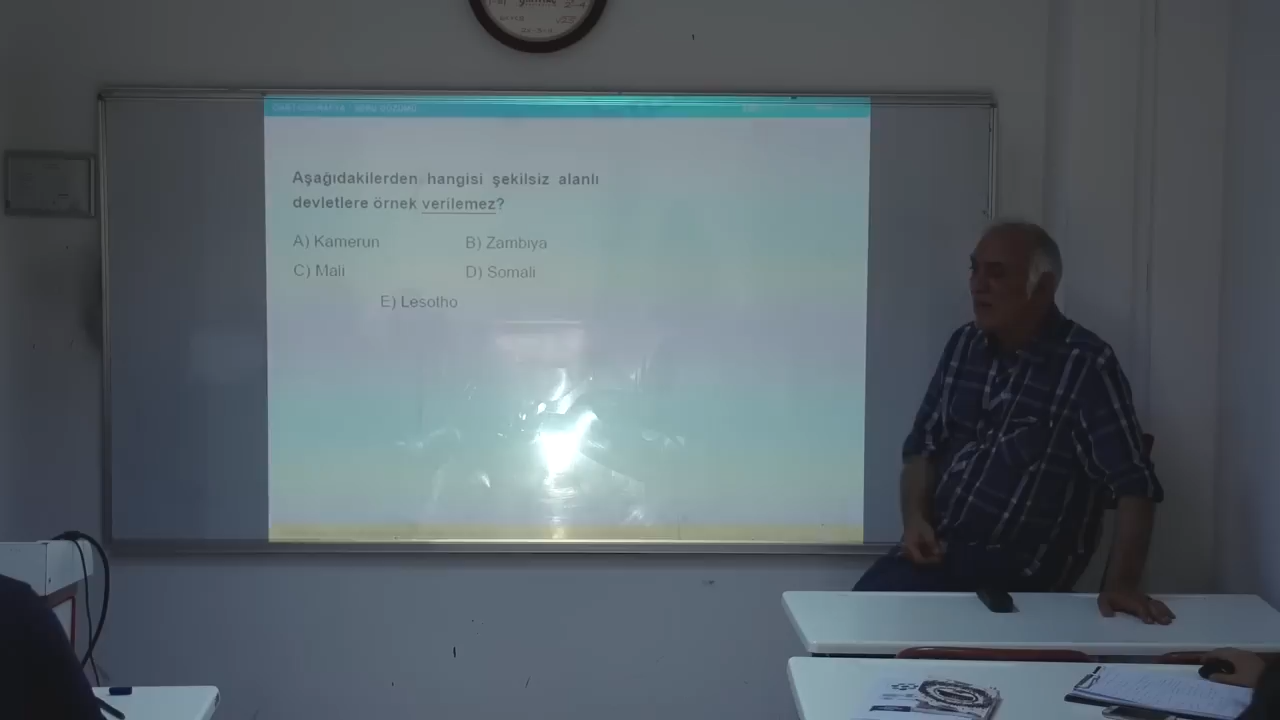 Aşağıdakilerden hangisi şekilsiz alanlı
devletlere örnek verilemez?
A) Kamerun B) Zambiya
C) Mali D) Somali
E) Lesotho